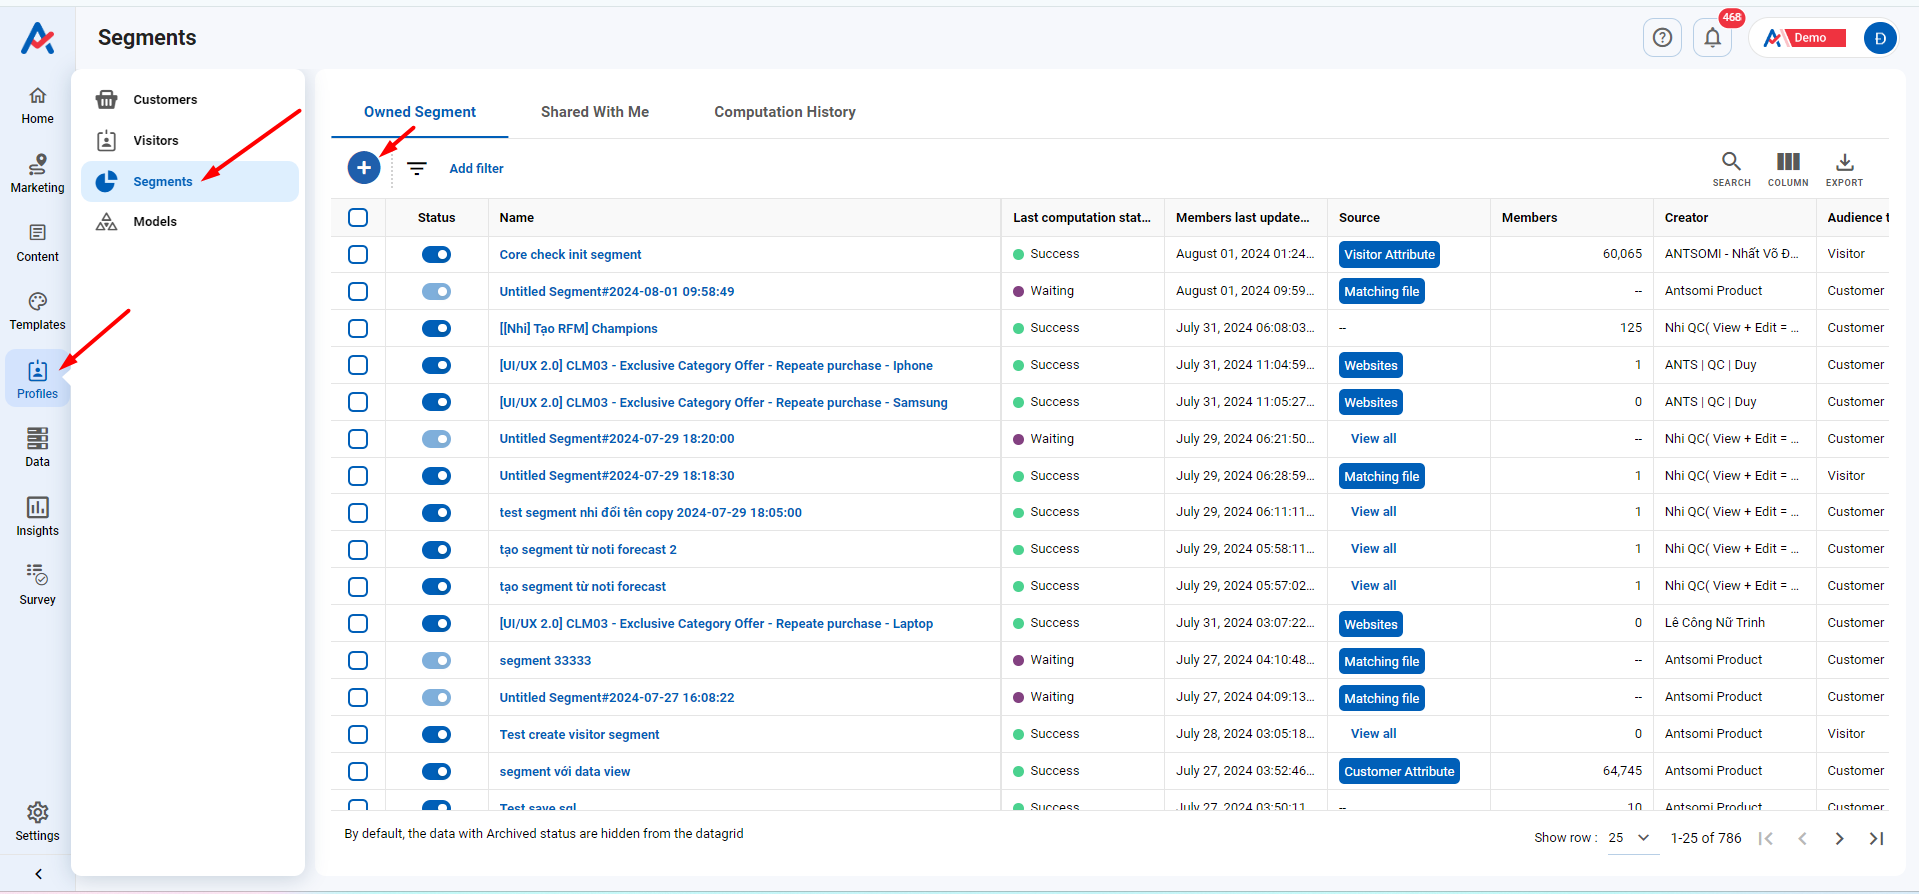 Segments
468
Demo
Đ
Home
Marketing
Content
Templates
Profiles
Data
Insights
Survey
Settings
Customers
Visitors
Segments
Models
Owned Segment Shared With Me Computation History
Add filter
SEARCH COLUMN EXPORT
Status Name Last computation stat... Members last update... Source Members Creator Audience t
Core check init segment Success August 01, 2024 01:24... Visitor Attribute 60,065 ANTSOMI - Nhất Võ Đ... Visitor
Untitled Segment#2024-08-01 09:58:49 Waiting August 01, 2024 09:59... Matching file -- Antsomi Product Customer
[[Nhi] Tạo RFM] Champions Success July 31, 2024 06:08:03... -- 125 Nhi QC( View + Edit = ... Customer
[UI/UX 2.0] CLM03 - Exclusive Category Offer - Repeate purchase - Iphone Success July 31, 2024 11:04:59... Websites 1 ANTS | QC | Duy Customer
[UI/UX 2.0] CLM03 - Exclusive Category Offer - Repeate purchase - Samsung Success July 31, 2024 11:05:27... Websites 0 ANTS | QC | Duy Customer
Untitled Segment#2024-07-29 18:20:00 Waiting July 29, 2024 06:21:50... View all -- Nhi QC( View + Edit = ... Customer
Untitled Segment#2024-07-29 18:18:30 Success July 29, 2024 06:28:59... Matching file 1 Nhi QC( View + Edit = ... Visitor
test segment nhi đổi tên copy 2024-07-29 18:05:00 Success July 29, 2024 06:11:11... View all 1 Nhi QC( View + Edit = ... Customer
tạo segment từ noti forecast 2 Success July 29, 2024 05:58:11... View all 1 Nhi QC( View + Edit = ... Customer
tạo segment từ noti forecast Success July 29, 2024 05:57:02... View all 1 Nhi QC( View + Edit = ... Customer
[UI/UX 2.0] CLM03 - Exclusive Category Offer - Repeate purchase - Laptop Success July 31, 2024 03:07:22... Websites 0 Lê Công Nữ Trinh Customer
segment 33333 Waiting July 27, 2024 04:10:48... Matching file -- Antsomi Product Customer
Untitled Segment#2024-07-27 16:08:22 Waiting July 27, 2024 04:09:13... Matching file -- Antsomi Product Customer
Test create visitor segment Success July 28, 2024 03:05:18... View all 0 Antsomi Product Visitor
segment với data view Success July 27, 2024 03:52:46... Customer Attribute 64,745 Antsomi Product Customer
Test save sql Success July 27, 2024 03:50:11... -- 10 Antsomi Product Customer
By default, the data with Archived status are hidden from the datagrid
Show row : 25 1-25 of 786